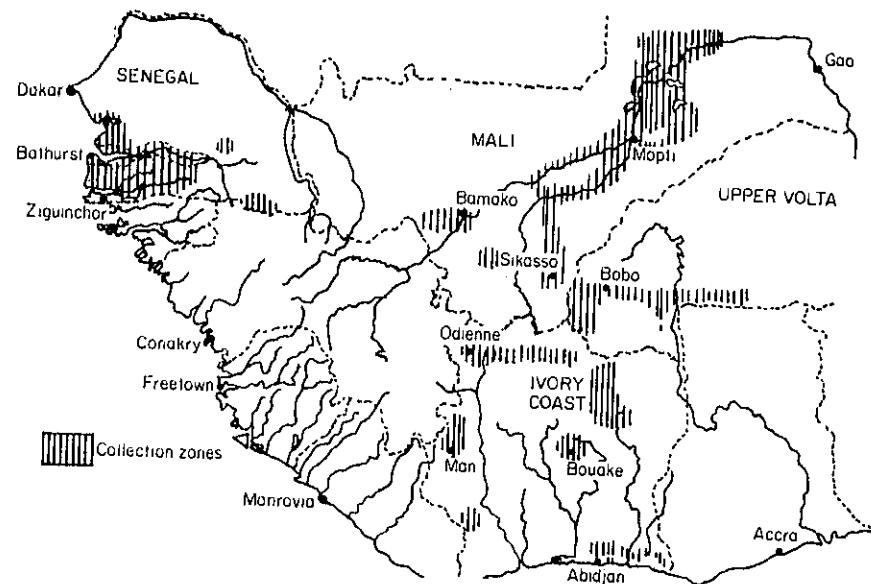 SENEGAL
Dakar
Gao
Bathurst
MALI
Mopti
Ziguinchor
Bamako
UPPER VOLTA
Sikasso
Bobo
Conakry
Odienne
Freetown
IVORY
COAST
Collection zones
Man
Bouake
Monrovia
Accra
Abidjan